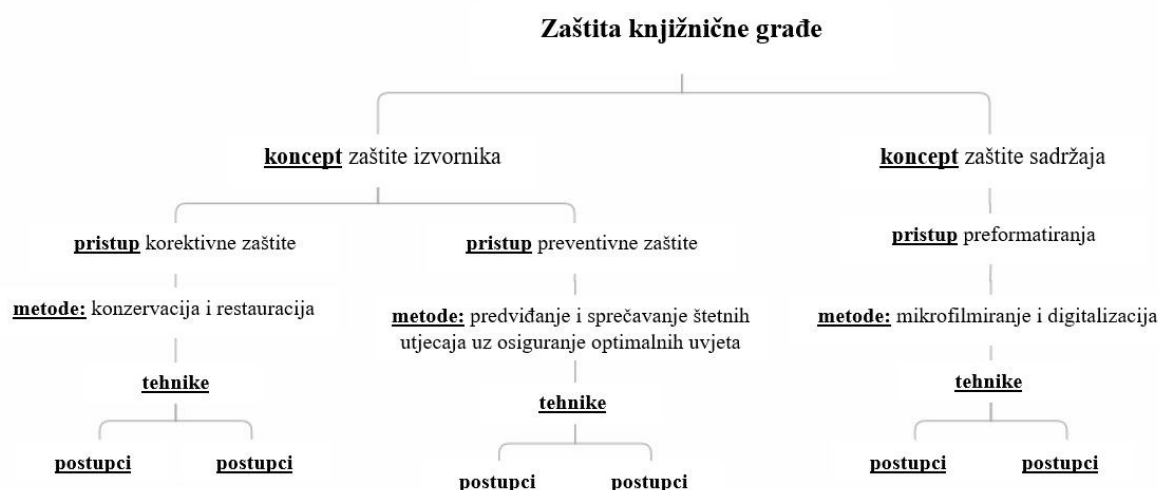 Zaštita knjižnične građe
koncept zaštite izvornika
koncept zaštite sadržaja
pristup korektivne zaštite
pristup preventivne zaštite
pristup preformatiranja
metode: konzervacija i restauracija
metode: predviđanje i sprečavanje štetnih
utjecaja uz osiguranje optimalnih uvjeta
metode: mikrofilmiranje i digitalizacija
tehnike
tehnike
tehnike
postupci
postupci
postupci
postupci
postupci
postupci